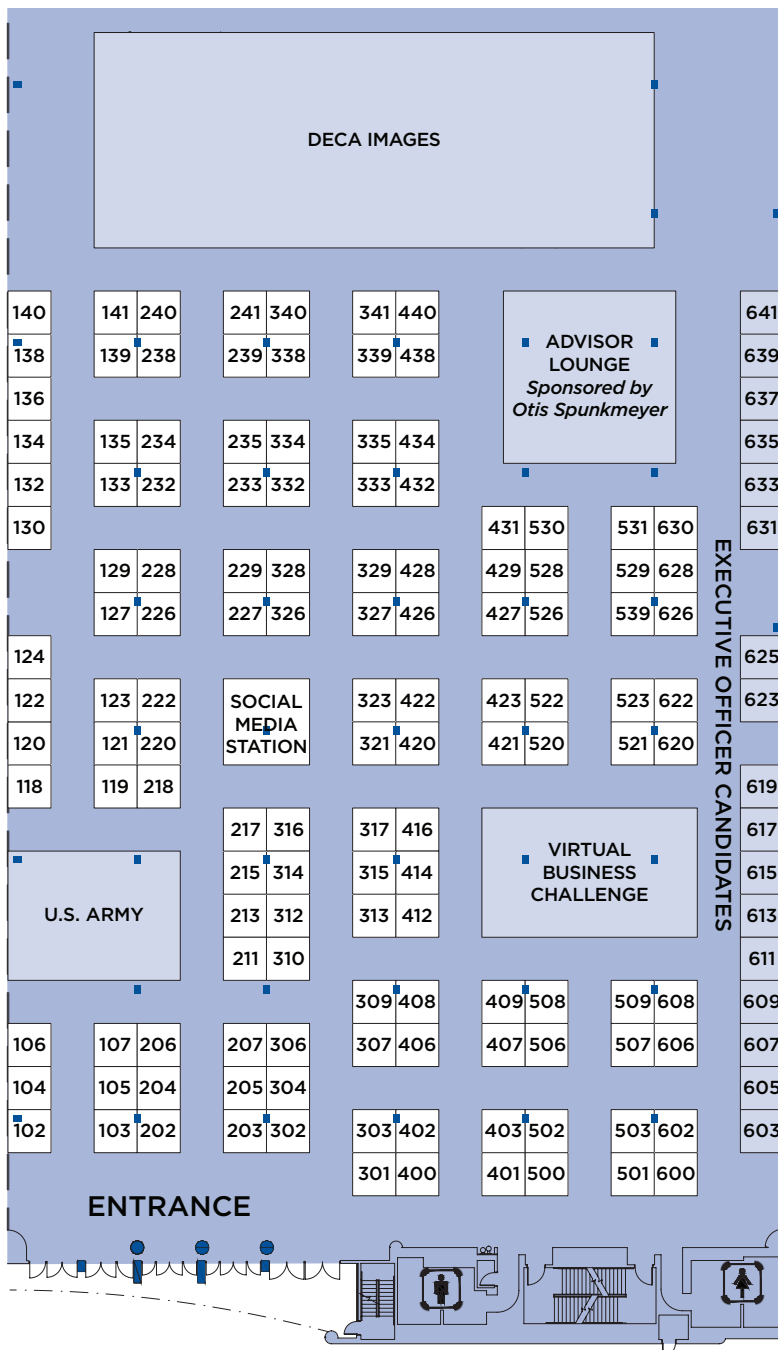 DECA IMAGES
140 141 240 241 340 341 440 641
138 139 238 239 338 339 438 639
ADVISOR
LOUNGE
Sponsored by
Otis Spunkmeyer
136 637
134 135 234 235 334 335 434 635
132 133 232 233 332 333 432 633
130 431 530 531 630 631
129 228 229 328 329 428 429 528 529 628
127 226 227 326 327 426 427 526 539 626
EXECUTIVE OFFICER CANDIDATES
124 625
122 123 222 323 422 423 522 523 622 623
SOCIAL
MEDIA
STATION
120 121 220 321 420 421 520 521 620
118 119 218 619
217 316 317 416 617
VIRTUAL
BUSINESS
CHALLENGE
215 314 315 414 615
U.S. ARMY
213 312 313 412 613
211 310 611
309 408 409 508 509 608 609
106 107 206 207 306 307 406 407 506 507 606 607
104 105 204 205 304 605
102 103 202 203 302 303 402 403 502 503 602 603
301 400 401 500 501 600
ENTRANCE